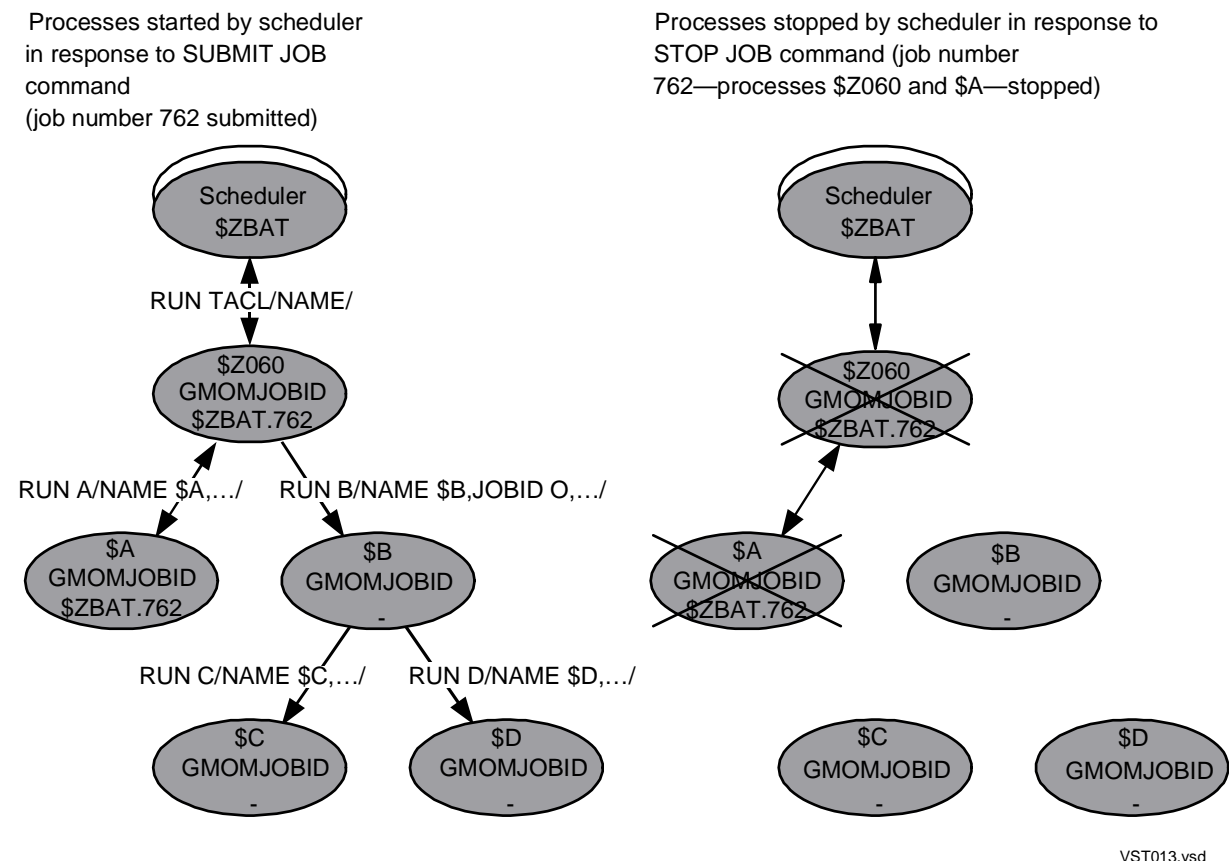 Processes started by scheduler
in response to SUBMIT JOB
command
(job number 762 submitted)
Scheduler
$ZBAT
RUN TACL/NAME/
$Z060
GMOMJOBID
$ZBAT.762
RUN A/NAME $A,…/
RUN B/NAME $B,JOBID O,…/
$A
GMOMJOBID
$ZBAT.762
$B
GMOMJOBID
-
RUN C/NAME $C,…/
RUN D/NAME $D,…/
$C
GMOMJOBID
-
$D
GMOMJOBID
-
Processes stopped by scheduler in response to
STOP JOB command (job number
762—processes $Z060 and $A—stopped)
Scheduler
$ZBAT
$Z060
GMOMJOBID
$ZBAT.762
$A
GMOMJOBID
$ZBAT.762
$B
GMOMJOBID
-
$C
GMOMJOBID
-
$D
GMOMJOBID
-
VST013.vsd